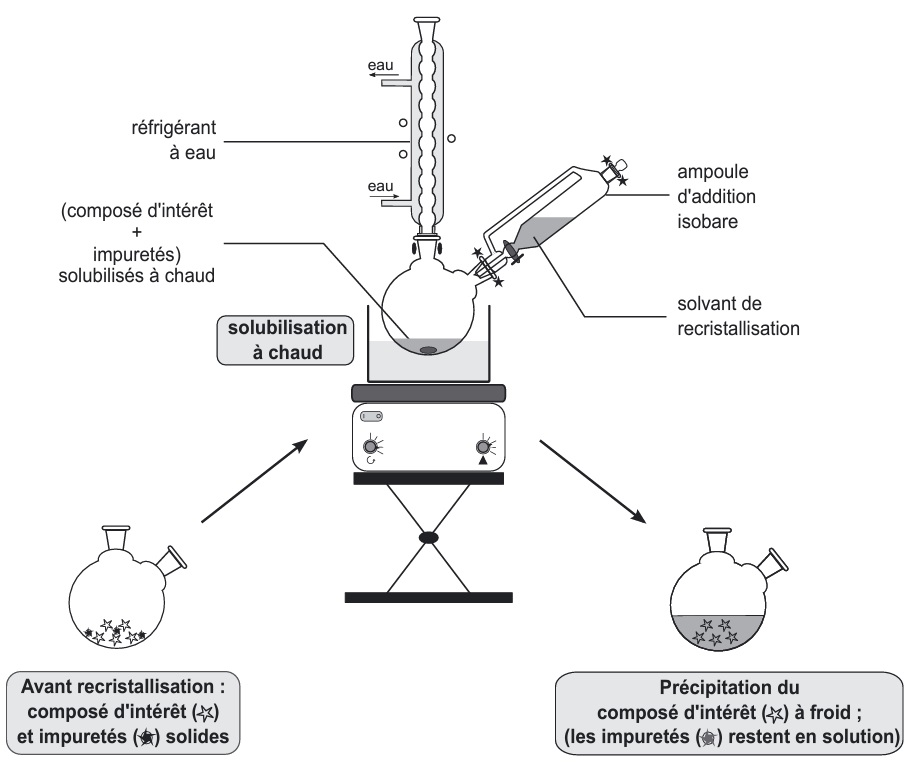 eau
réfrigérant
à eau
eau
(composé d'intérêt
+
impuretés)
solubilisés à chaud
ampoule
d'addition
isobare
solvant de
recristallisation
solubilisation
à chaud
Avant recristallisation :
composé d'intérêt ( )
et impuretés ( ) solides
Précipitation du
composé d'intérêt ( ) à froid ;
(les impuretés ( ) restent en solution)